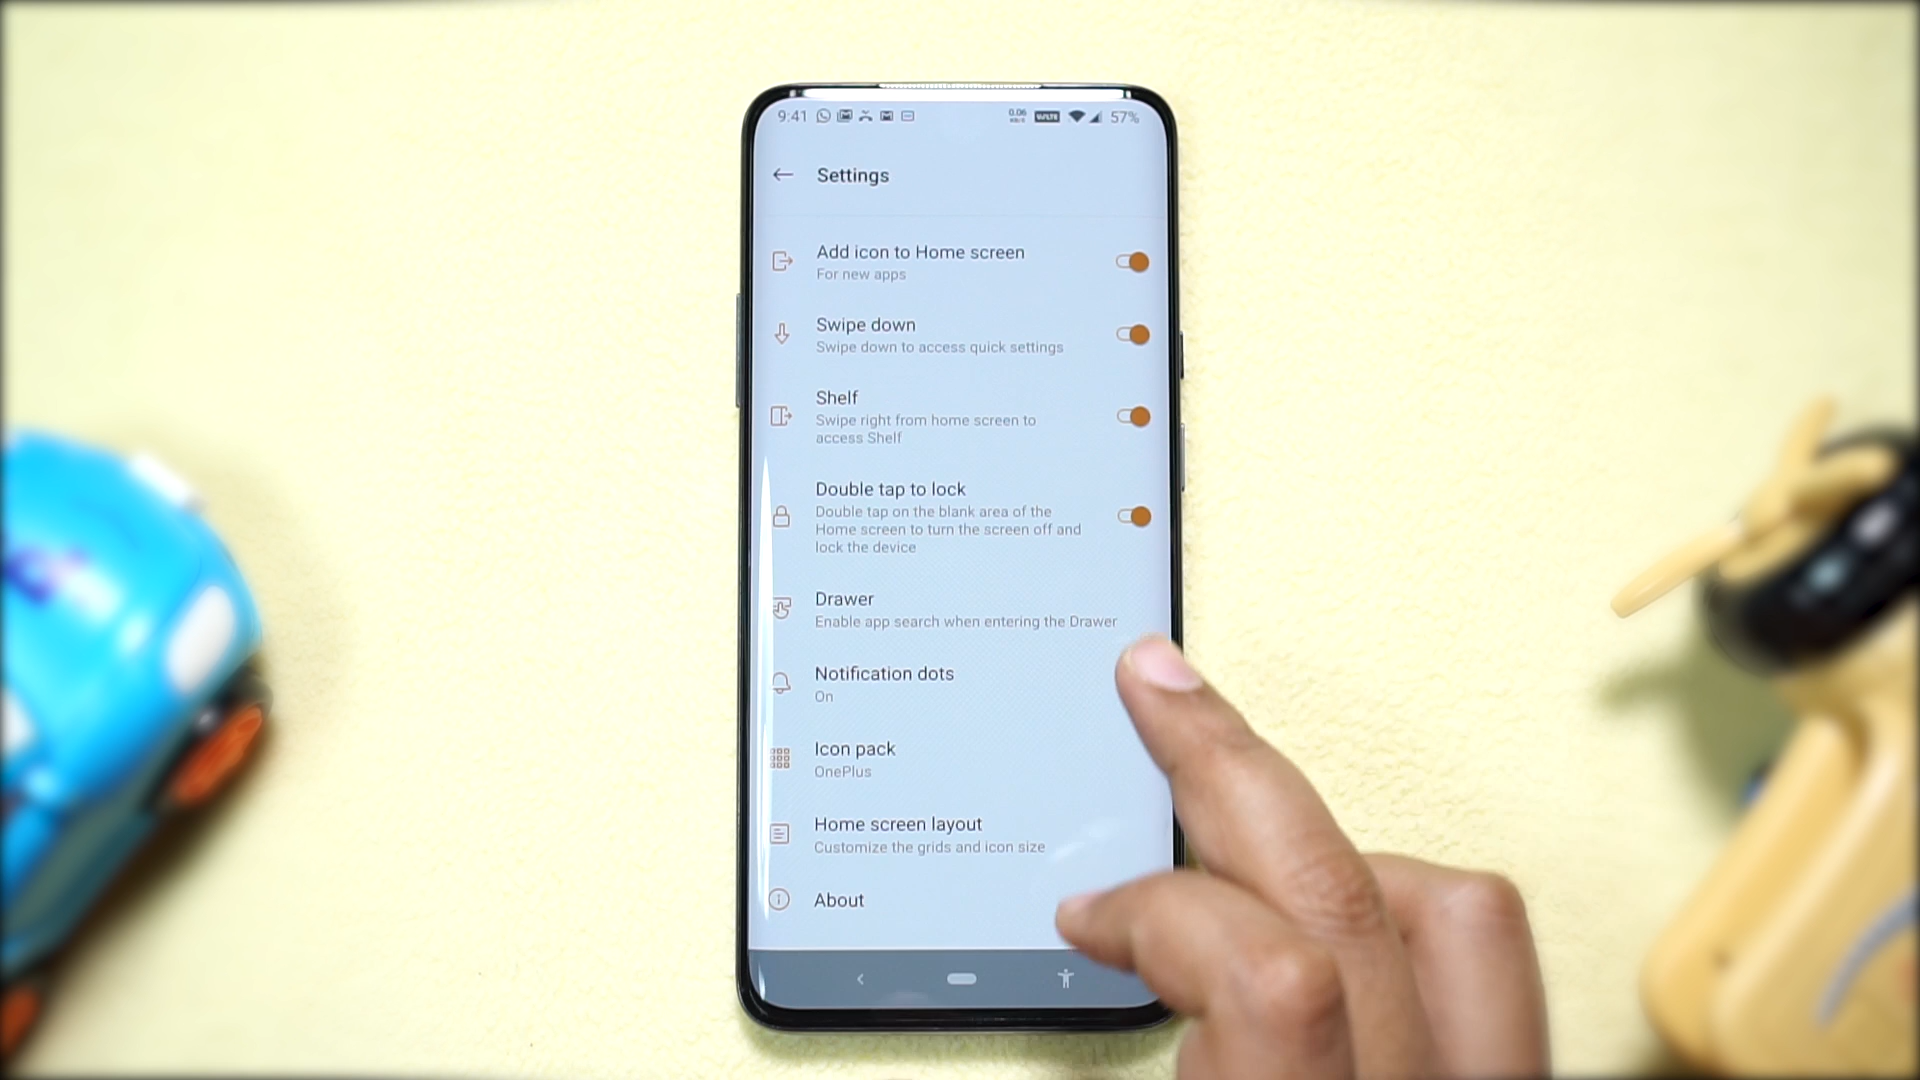 9:41 0.06 KB/S VoLTE 57%
Settings
Add icon to Home screen
For new apps
Swipe down
Swipe down to access quick settings
Shelf
Swipe right from home screen to
access Shelf
Double tap to lock
Double tap on the blank area of the
Home screen to turn the screen off and
lock the device
Drawer
Enable app search when entering the Drawer
Notification dots
On
Icon pack
OnePlus
Home screen layout
Customize the grids and icon size
About